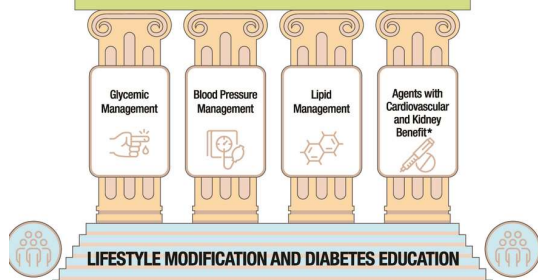 Glycemic
Management
Blood Pressure
Management
Lipid
Management
Agents with
Cardiovascular
and Kidney
Benefit*
LIFESTYLE MODIFICATION AND DIABETES EDUCATION